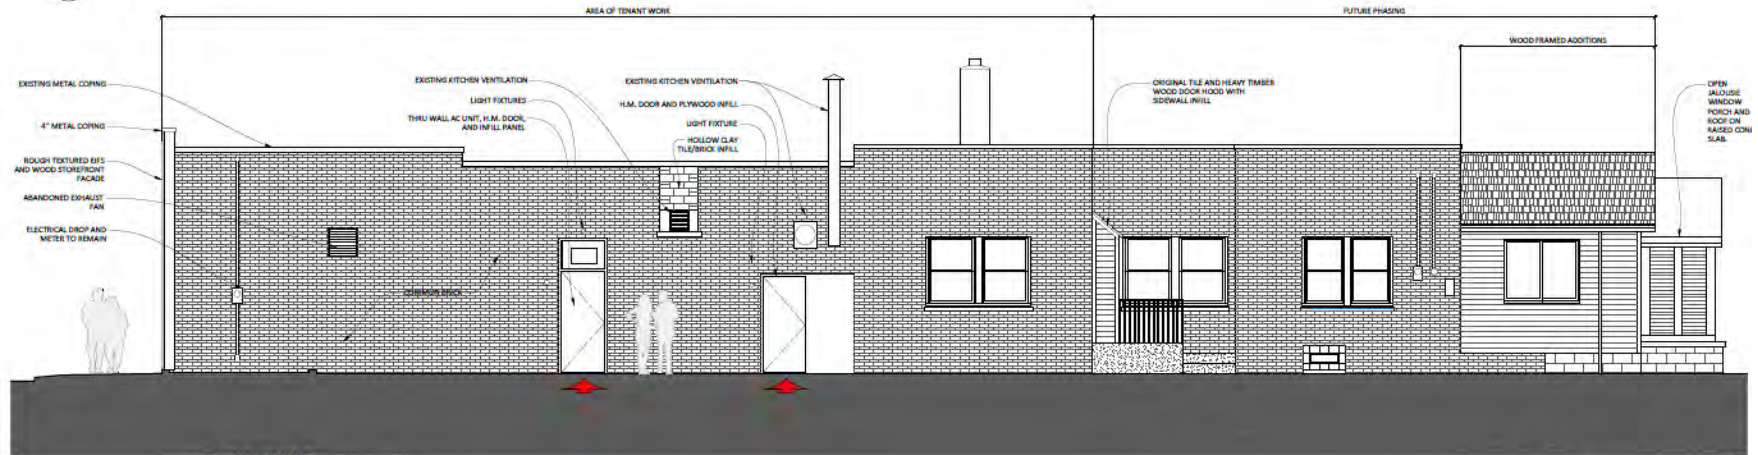 AREA OF TENANT WORK
FUTURE PHASING
WOOD FRAMED ADDITIONS
EXISTING METAL COPING
4" METAL COPING
ROUGH TEXTURED EIFS
AND WOOD STOREFRONT
FACADE
ABANDONED EXHAUST
FAN
ELECTRICAL DROP AND
METER TO REMAIN
EXISTING KITCHEN VENTILATION
LIGHT FIXTURES
THRU WALL AC UNIT, H.M. DOOR,
AND INFILL PANEL
COMMON BRICK
EXISTING KITCHEN VENTILATION
H.M. DOOR AND PLYWOOD INFILL
LIGHT FIXTURE
HOLLOW CLAY
TILE/BRICK INFILL
ORIGINAL TILE AND HEAVY TIMBER
WOOD DOOR HOOD WITH
SIDEWALL INFILL
OPEN
JALOUSIE
WINDOW
PORCH AND
ROOF ON
RAISED CONC
SLAB.